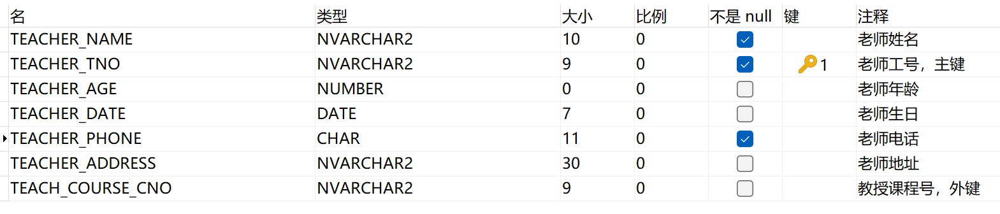 名 类型 大小 比例 不是 null 键 注释
TEACHER_NAME NVARCHAR2 10 0 老师姓名
TEACHER_TNO NVARCHAR2 9 0 1 老师工号，主键
TEACHER_AGE NUMBER 0 0 老师年龄
TEACHER_DATE DATE 7 0 老师生日
TEACHER_PHONE CHAR 11 0 老师电话
TEACHER_ADDRESS NVARCHAR2 30 0 老师地址
TEACH_COURSE_CNO NVARCHAR2 9 0 教授课程号，外键